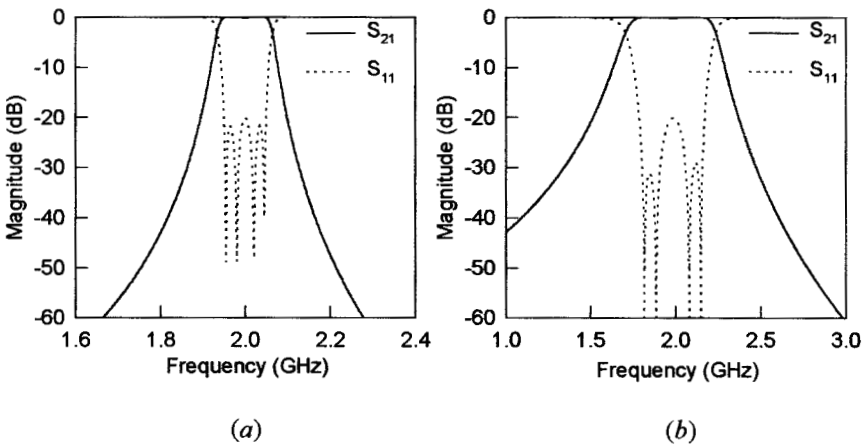 0
-10
-20
-30
-40
-50
-60
Magnitude (dB)
S21
S11
1.6 1.8 2.0 2.2 2.4
Frequency (GHz)
(a)
0
-10
-20
-30
-40
-50
-60
Magnitude (dB)
S21
S11
1.0 1.5 2.0 2.5 3.0
Frequency (GHz)
(b)